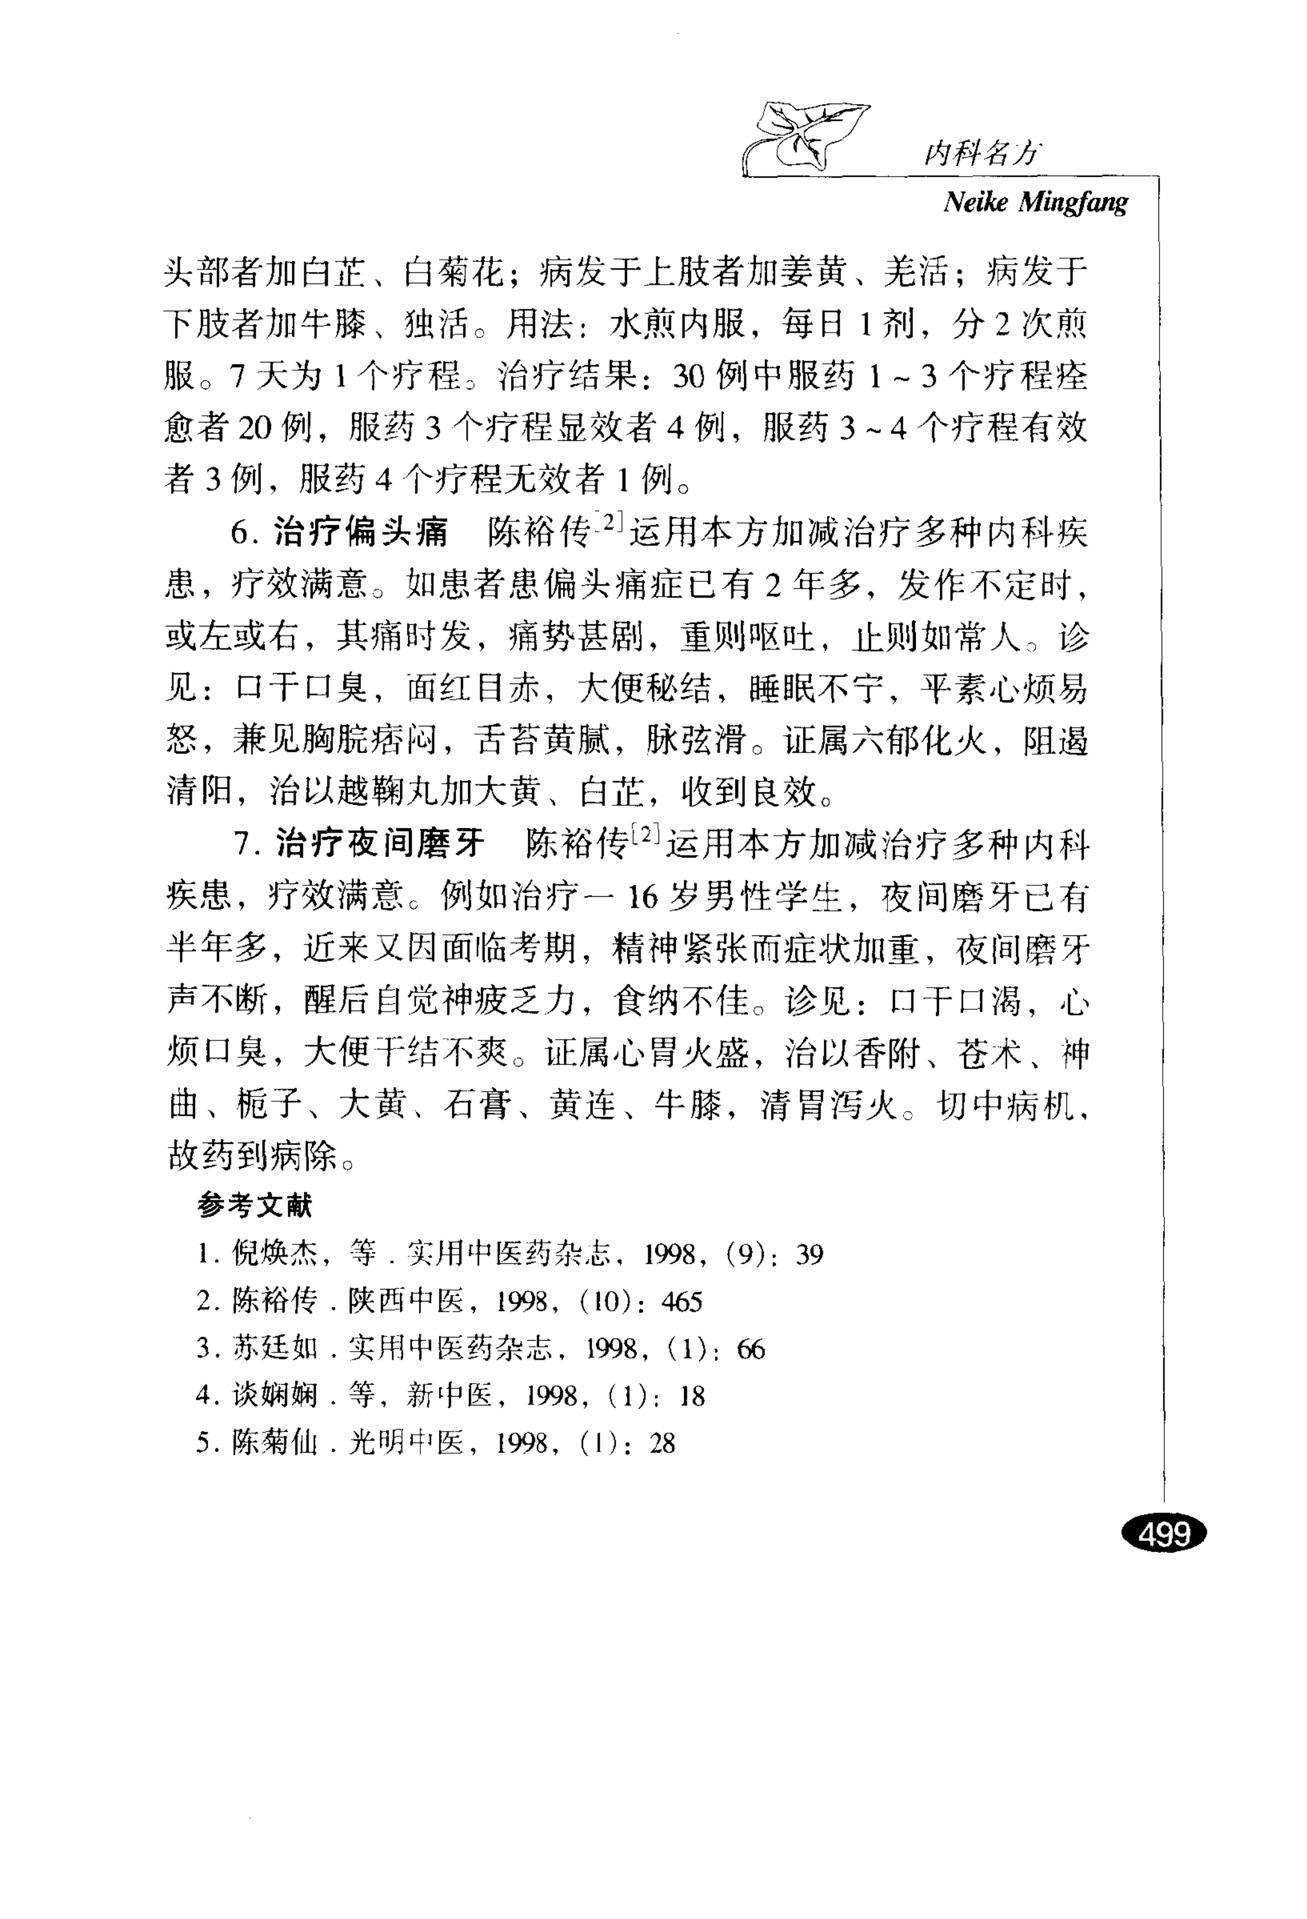 内科名方
Neike Mingfang
头部者加白芷、白菊花；病发于上肢者加姜黄、羌活；病发于
下肢者加牛膝、独活。用法：水煎内服，每日 1 剂，分 2 次煎
服。7 天为 1 个疗程。治疗结果：30 例中服药 1 ~ 3 个疗程痊
愈者 20 例，服药 3 个疗程显效者 4 例，服药 3 ~ 4 个疗程有效
者 3 例，服药 4 个疗程无效者 1 例。
6. 治疗偏头痛　陈裕传[2]运用本方加减治疗多种内科疾
患，疗效满意。如患者患偏头痛症已有 2 年多，发作不定时，
或左或右，其痛时发，痛势甚剧，重则呕吐，止则如常人。诊
见：口干口臭，面红目赤，大便秘结，睡眠不宁，平素心烦易
怒，兼见胸脘痞闷，舌苔黄腻，脉弦滑。证属六郁化火，阻遏
清阳，治以越鞠丸加大黄、白芷，收到良效。
7. 治疗夜间磨牙　陈裕传[2]运用本方加减治疗多种内科
疾患，疗效满意。例如治疗一 16 岁男性学生，夜间磨牙已有
半年多，近来又因面临考期，精神紧张而症状加重，夜间磨牙
声不断，醒后自觉神疲乏力，食纳不佳。诊见：口干口渴，心
烦口臭，大便干结不爽。证属心胃火盛，治以香附、苍术、神
曲、栀子、大黄、石膏、黄连、牛膝，清胃泻火。切中病机，
故药到病除。
参考文献
1. 倪焕杰，等．实用中医药杂志，1998，(9)：39
2. 陈裕传．陕西中医，1998，(10)：465
3. 苏廷如．实用中医药杂志，1998，(1)；66
4. 谈娴娴．等，新中医，1998，(1)：18
5. 陈菊仙．光明中医，1998，(1)：28
499